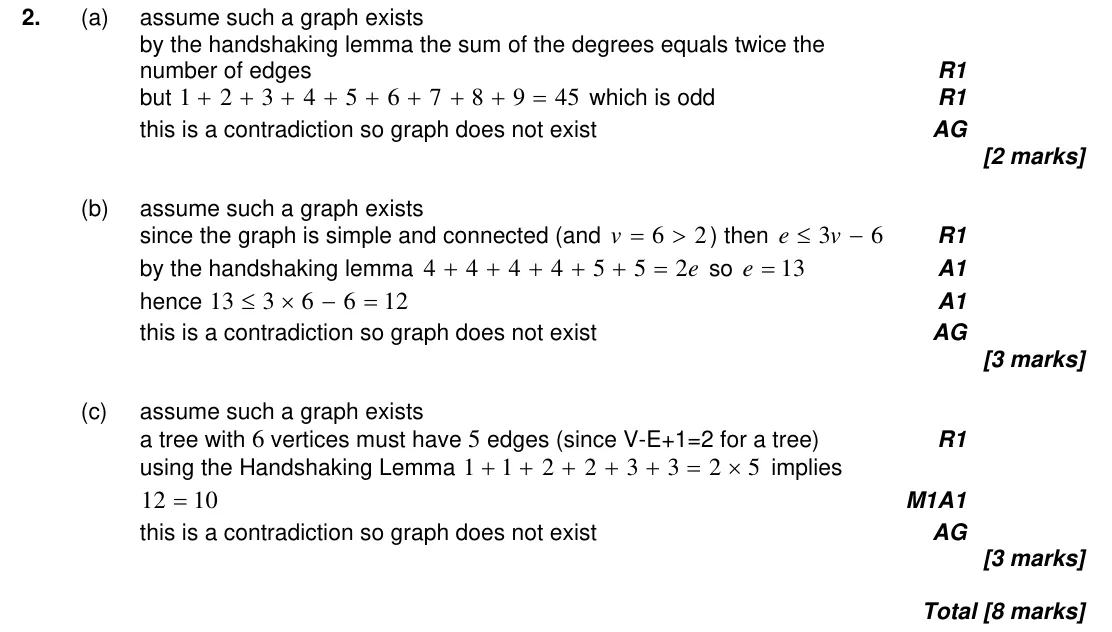 2. (a) assume such a graph exists
by the handshaking lemma the sum of the degrees equals twice the
number of edges R1
but 1 + 2 + 3 + 4 + 5 + 6 + 7 + 8 + 9 = 45 which is odd R1
this is a contradiction so graph does not exist AG
[2 marks]
(b) assume such a graph exists
since the graph is simple and connected (and v = 6 > 2) then e ≤ 3v − 6 R1
by the handshaking lemma 4 + 4 + 4 + 4 + 5 + 5 = 2e so e = 13 A1
hence 13 ≤ 3 × 6 − 6 = 12 A1
this is a contradiction so graph does not exist AG
[3 marks]
(c) assume such a graph exists
a tree with 6 vertices must have 5 edges (since V-E+1=2 for a tree) R1
using the Handshaking Lemma 1 + 1 + 2 + 2 + 3 + 3 = 2 × 5 implies
12 = 10 M1A1
this is a contradiction so graph does not exist AG
[3 marks]
Total [8 marks]